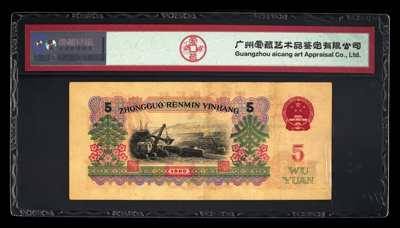 广州爱藏艺术品鉴定有限公司
Guangzhou aicang art Appraisal Co., Ltd.
5 5
ZHONGGUO RENMIN YINHANG
5
WU
YUAN
1960